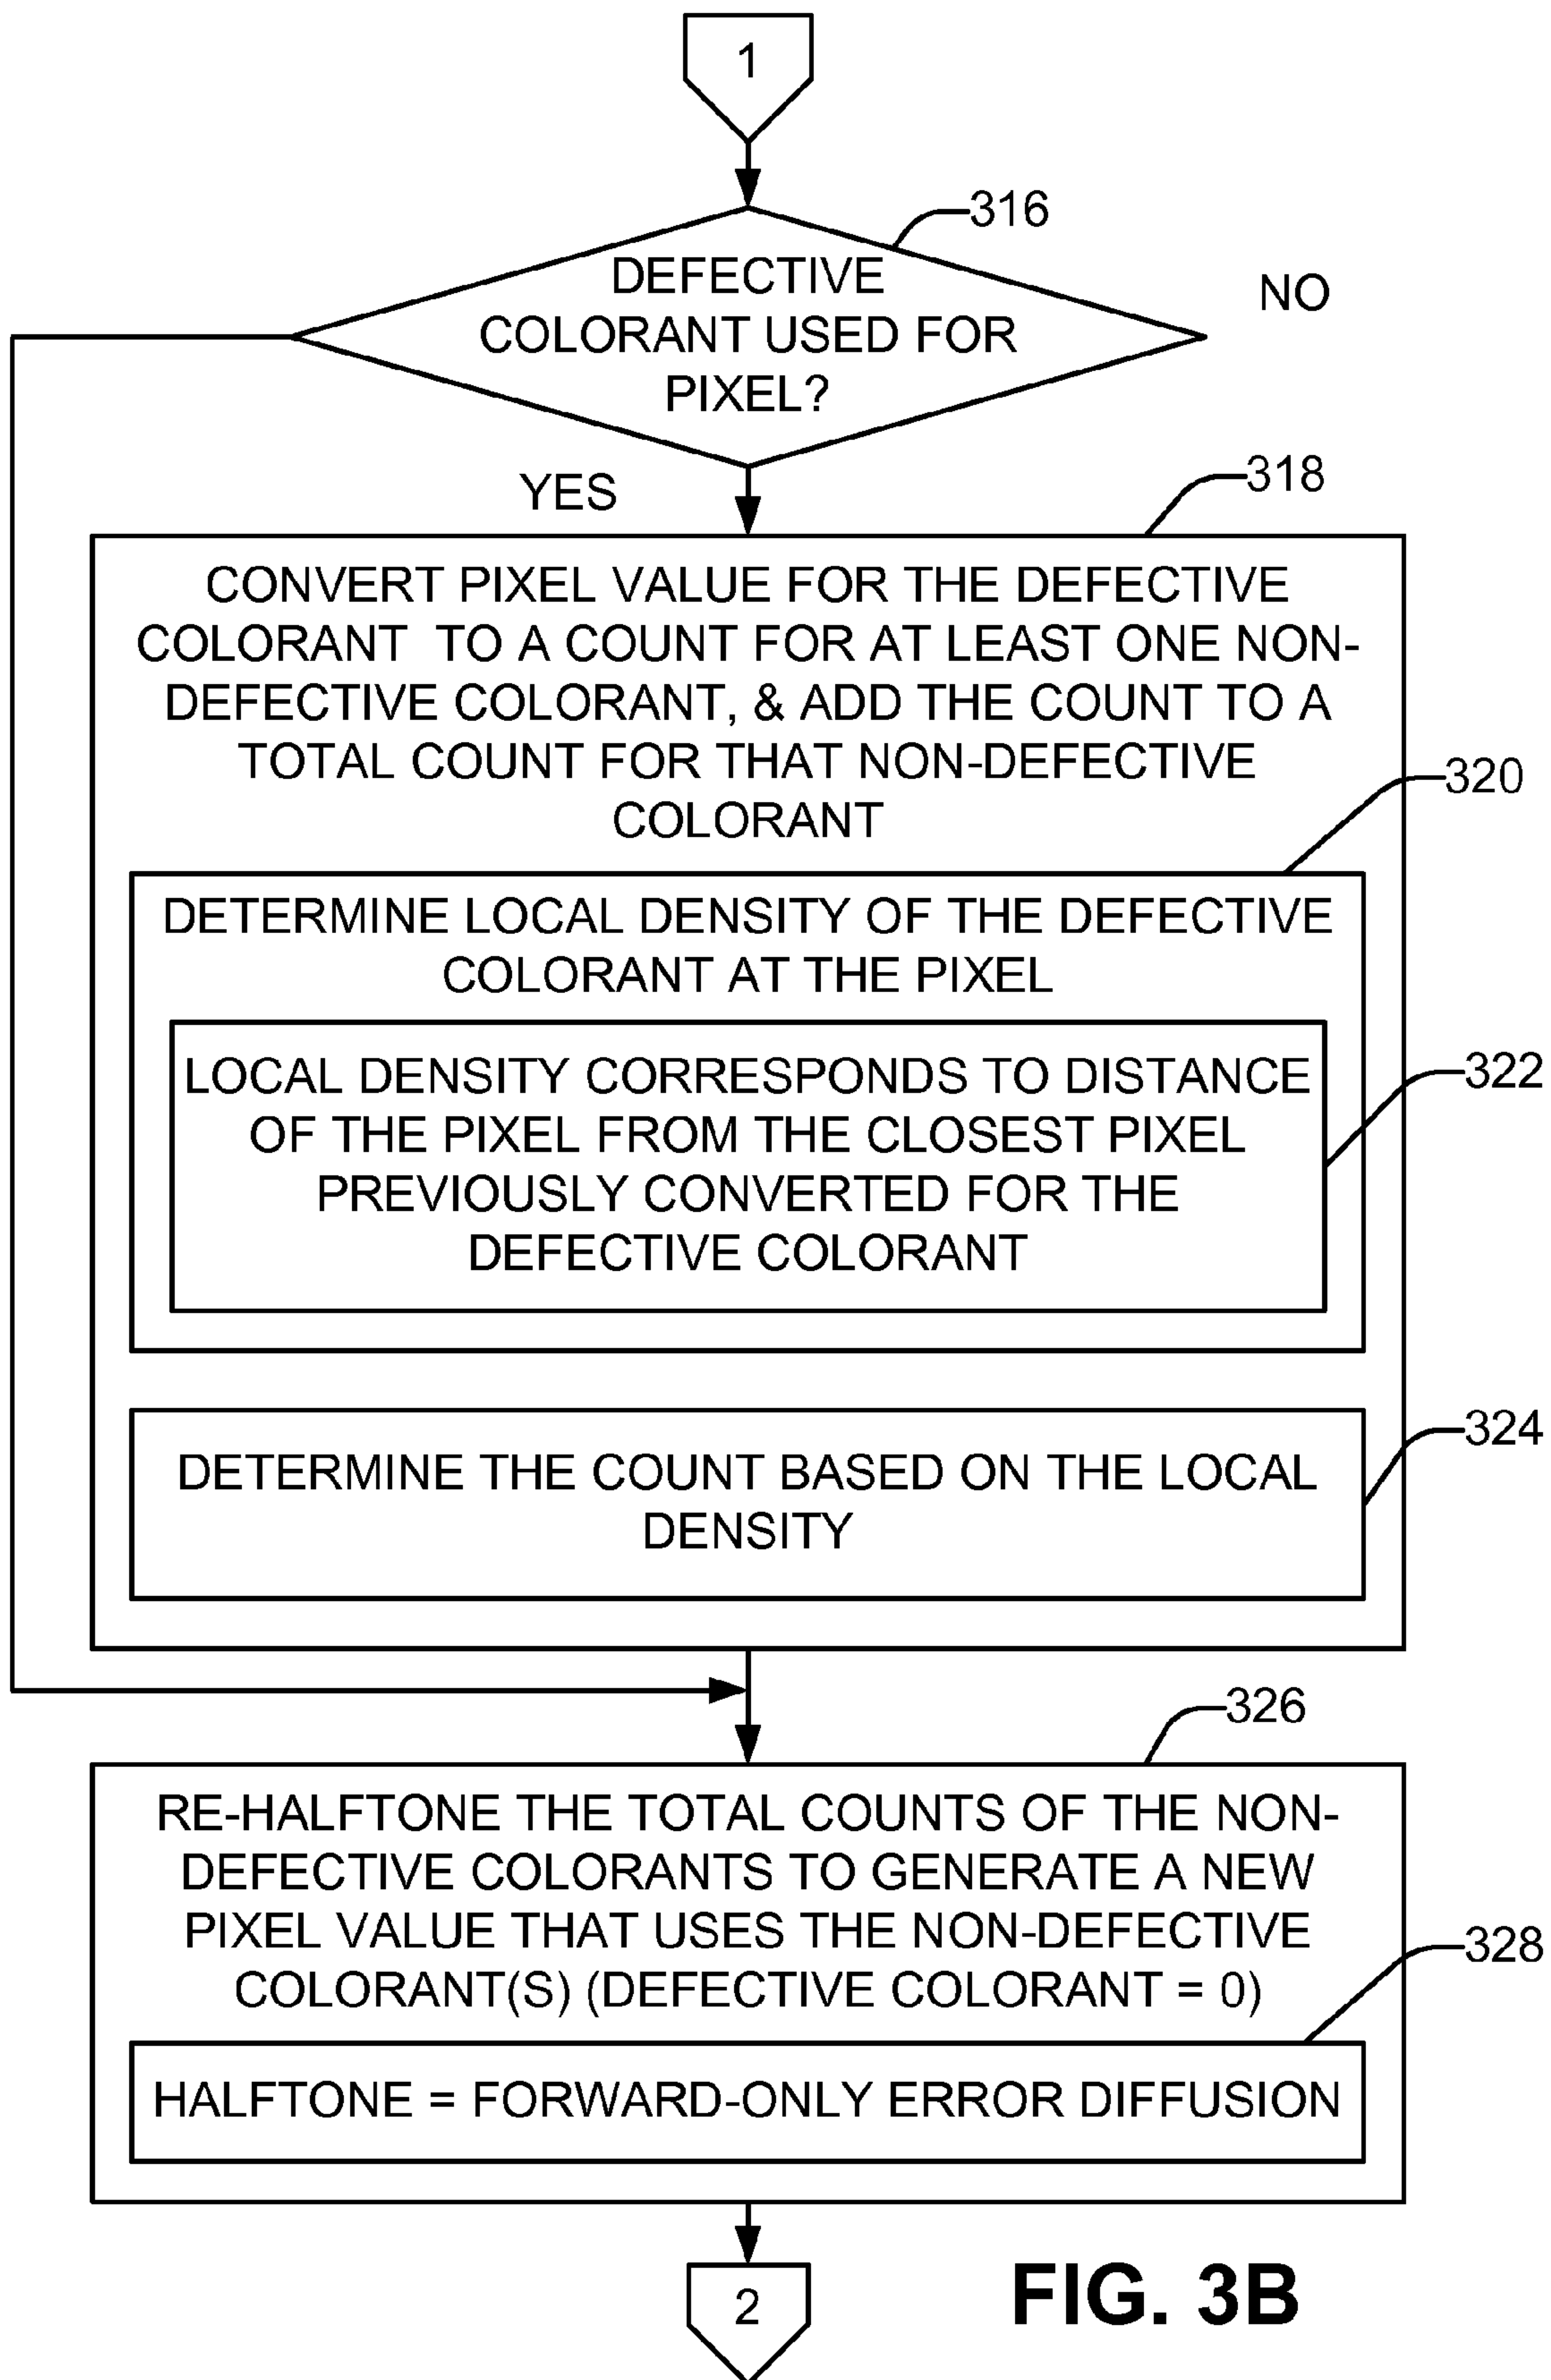 1
316
DEFECTIVE
COLORANT USED FOR
PIXEL?
NO
YES
318
CONVERT PIXEL VALUE FOR THE DEFECTIVE
COLORANT TO A COUNT FOR AT LEAST ONE NON-
DEFECTIVE COLORANT, & ADD THE COUNT TO A
TOTAL COUNT FOR THAT NON-DEFECTIVE
COLORANT
320
DETERMINE LOCAL DENSITY OF THE DEFECTIVE
COLORANT AT THE PIXEL
322
LOCAL DENSITY CORRESPONDS TO DISTANCE
OF THE PIXEL FROM THE CLOSEST PIXEL
PREVIOUSLY CONVERTED FOR THE
DEFECTIVE COLORANT
324
DETERMINE THE COUNT BASED ON THE LOCAL
DENSITY
326
RE-HALFTONE THE TOTAL COUNTS OF THE NON-
DEFECTIVE COLORANTS TO GENERATE A NEW
PIXEL VALUE THAT USES THE NON-DEFECTIVE
COLORANT(S) (DEFECTIVE COLORANT = 0)
328
HALFTONE = FORWARD-ONLY ERROR DIFFUSION
2
FIG. 3B